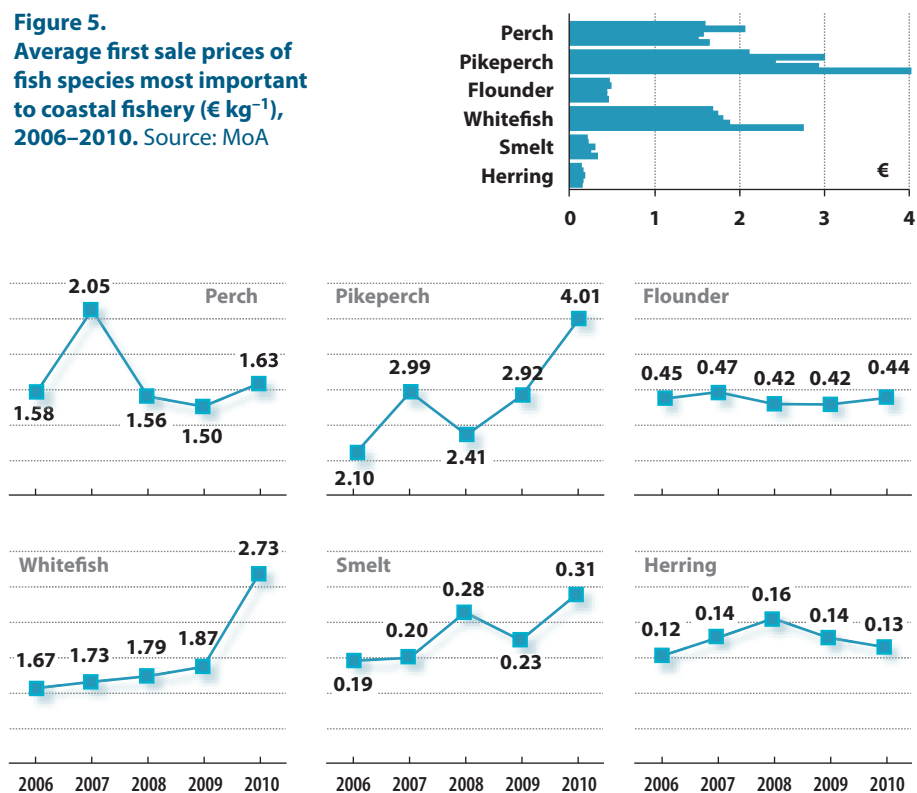 Figure 5.
Average first sale prices of
fish species most important
to coastal fishery (€ kg⁻¹),
2006–2010. Source: MoA
Perch
Pikeperch
Flounder
Whitefish
Smelt
Herring
€
0 1 2 3 4
Perch
2.05
1.58
1.56
1.50
1.63
Pikeperch
4.01
2.99
2.92
2.41
2.10
Flounder
0.45 0.47 0.42 0.42 0.44
Whitefish
2.73
1.67 1.73 1.79 1.87
2006 2007 2008 2009 2010
Smelt
0.31
0.28
0.20
0.23
0.19
2006 2007 2008 2009 2010
Herring
0.12 0.14 0.16 0.14 0.13
2006 2007 2008 2009 2010